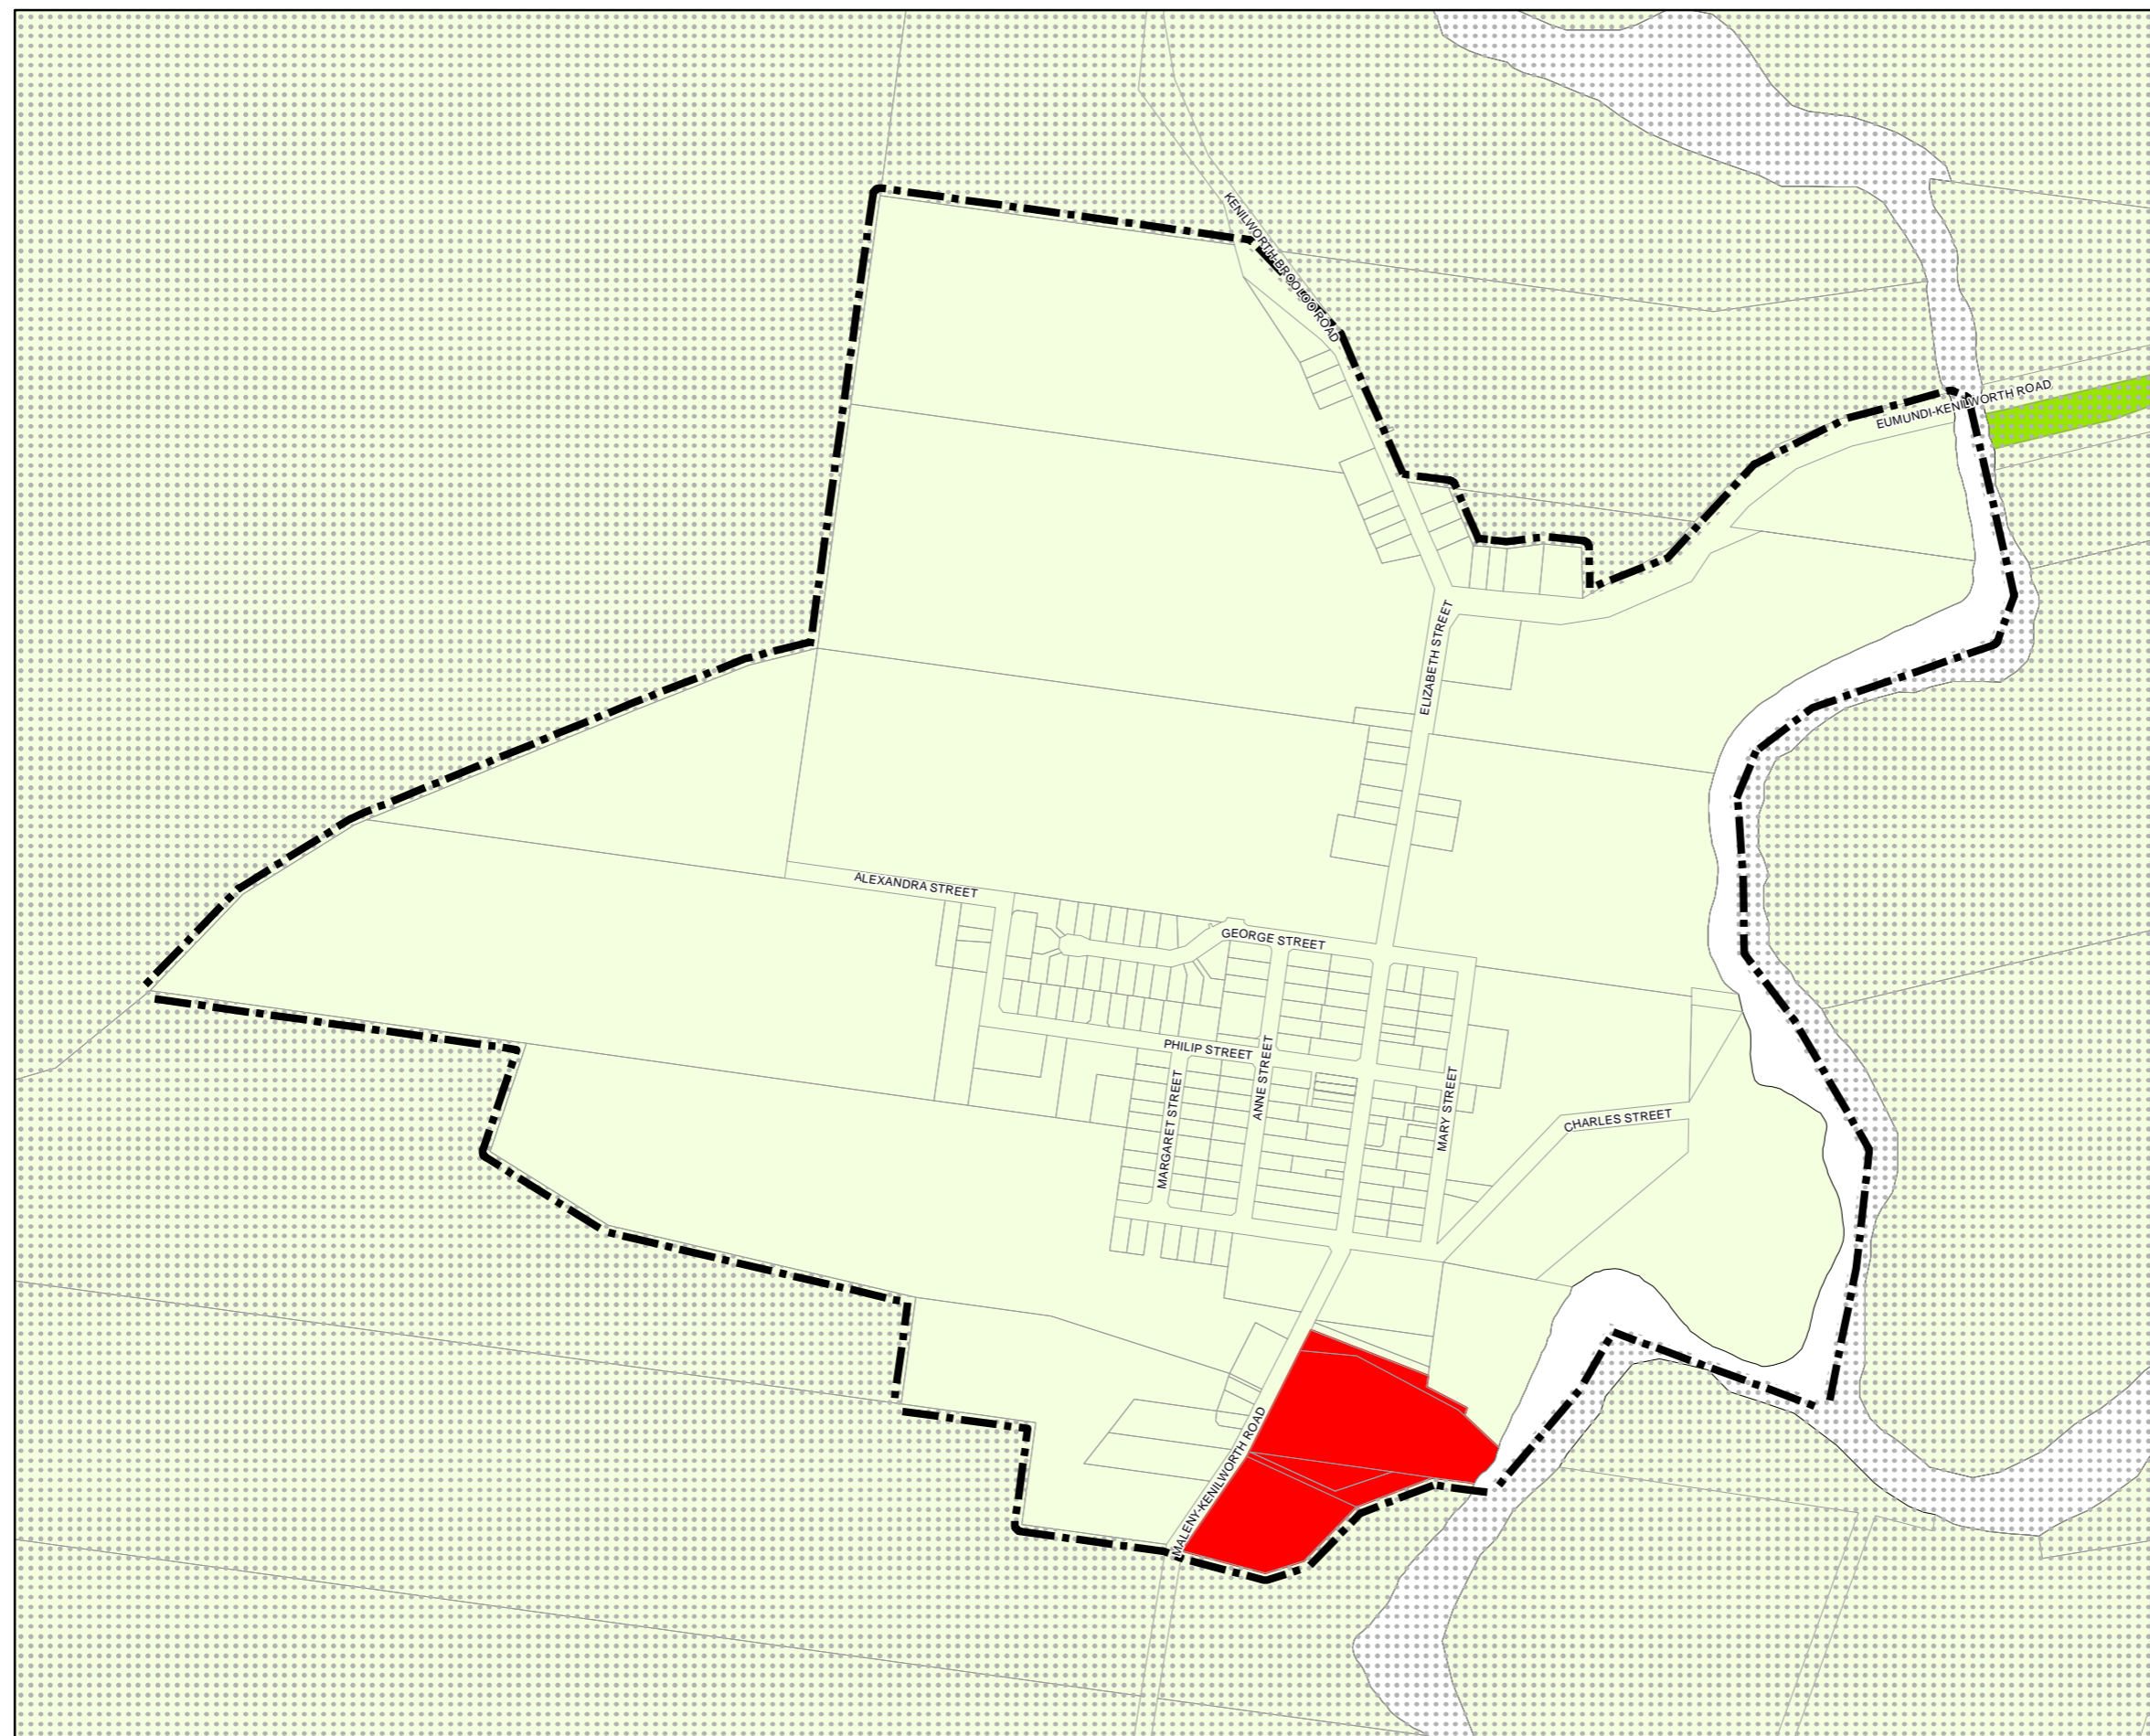 KENILWORTH-BROOLOO ROAD
EUMUNDI-KENILWORTH ROAD
ELIZABETH STREET
ALEXANDRA STREET
GEORGE STREET
PHILIP STREET
ANNE STREET
MARGARET STREET
MARY STREET
CHARLES STREET
MALENY-KENILWORTH ROAD